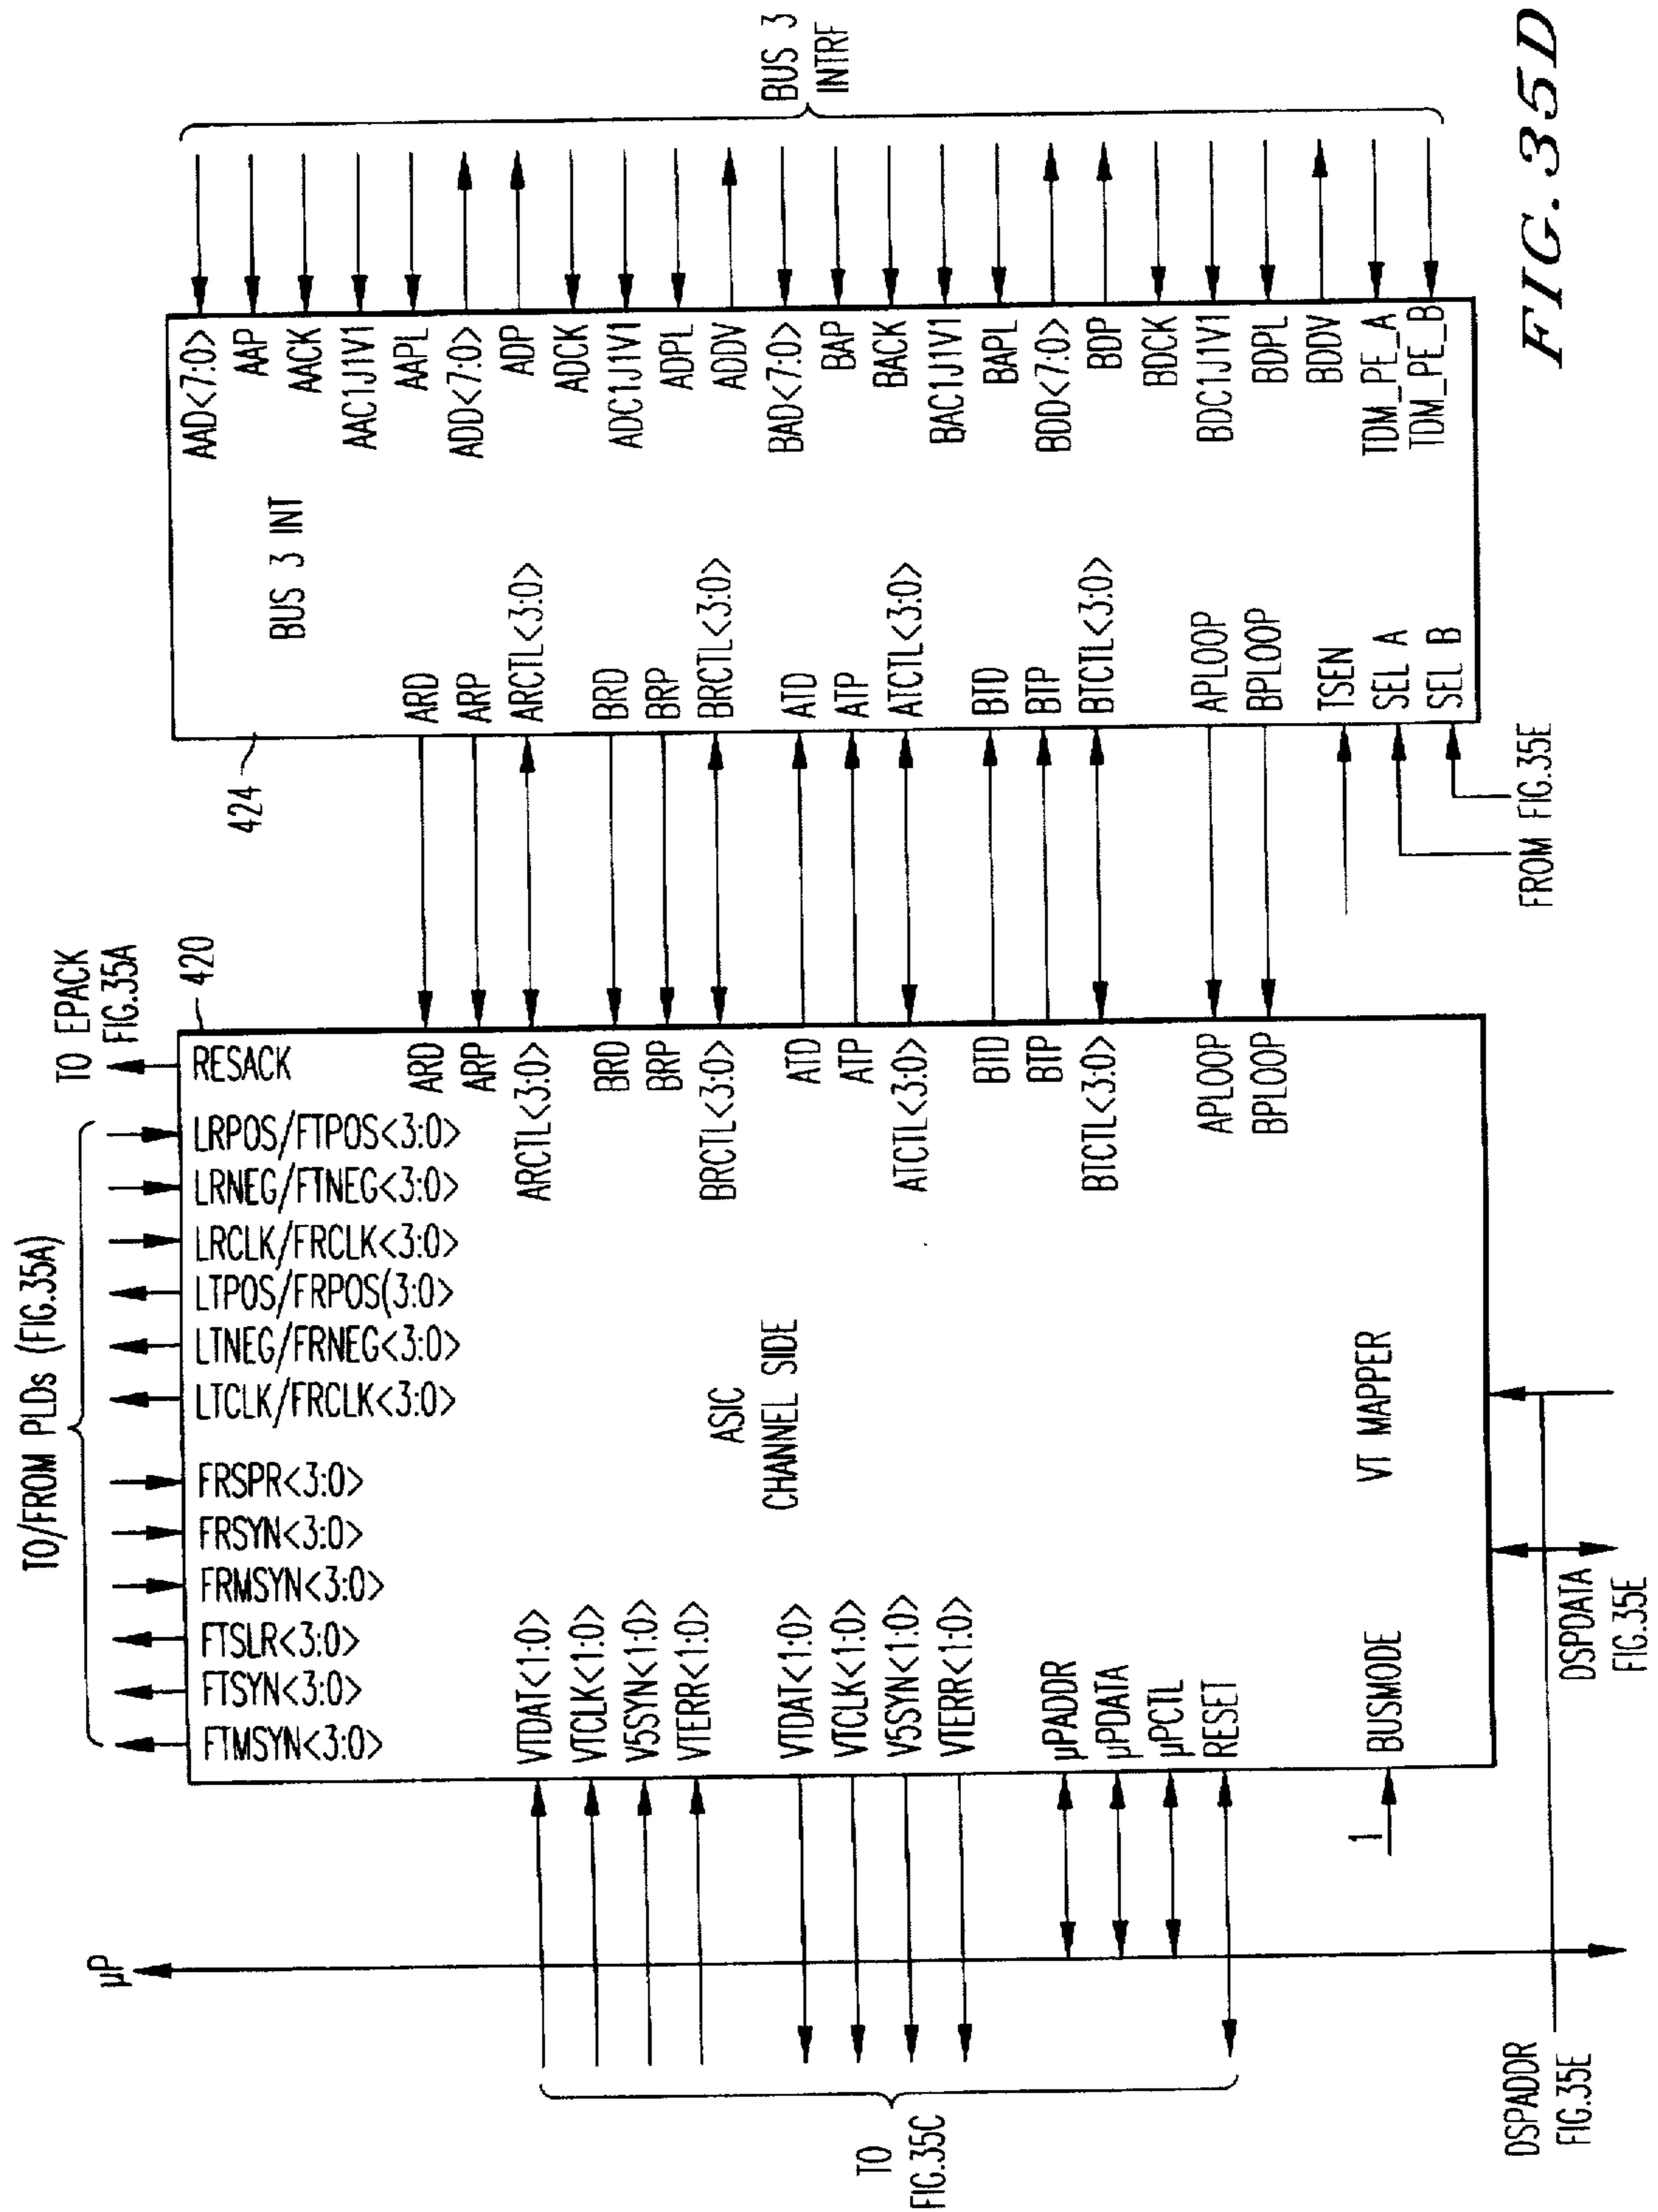 TO/FROM PLDs (FIG.35A)
TO EPACK
FIG.35A
420
FTMSYN<3:0>
FTSYN<3:0>
FTSLR<3:0>
FRMSYN<3:0>
FRSYN<3:0>
FRSPR<3:0>
LTCLK/FRCLK<3:0>
LTNEG/FRNEG<3:0>
LTPOS/FRPOS(3:0>
LRCLK/FRCLK<3:0>
LRNEG/FTNEG<3:0>
LRPOS/FTPOS<3:0>
RESACK
µP
VTDAT<1:0>
VTCLK<1:0>
V5SYN<1:0>
VTERR<1:0>
VTDAT<1:0>
VTCLK<1:0>
V5SYN<1:0>
VTERR<1:0>
µPADDR
µPDATA
µPCTL
RESET
BUSMODE
1
TO
FIG.35C
ASIC
CHANNEL SIDE
VT MAPPER
DSPADDR
FIG.35E
DSPDATA
FIG.35E
ARD
ARP
ARCTL<3:0>
BRD
BRP
BRCTL<3:0>
ATD
ATP
ATCTL<3:0>
BTD
BTP
BTCTL<3:0>
APLOOP
BPLOOP
424
BUS 3 INT
ARD
ARP
ARCTL<3:0>
BRD
BRP
BRCTL<3:0>
ATD
ATP
ATCTL<3:0>
BTD
BTP
BTCTL<3:0>
APLOOP
BPLOOP
TSEN
SEL A
SEL B
FROM FIG.35E
AAD<7:0>
AAP
AACK
AAC1J1V1
AAPL
ADD<7:0>
ADP
ADCK
ADC1J1V1
ADPL
ADDV
BAD<7:0>
BAP
BACK
BAC1J1V1
BAPL
BDD<7:0>
BDP
BDCK
BDC1J1V1
BDPL
BDDV
TDM_PE_A
TDM_PE_B
BUS 3
INTRF
FIG. 35D